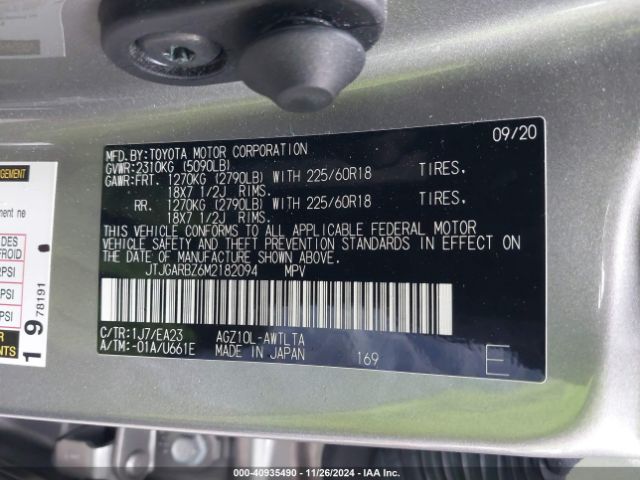 09/20
MFD.BY:TOYOTA MOTOR CORPORATION
GVWR:2310KG (5090LB)
GAWR:FRT. 1270KG (2790LB) WITH 225/60R18 TIRES,
18X7 1/2J RIMS.
RR. 1270KG (2790LB) WITH 225/60R18 TIRES,
18X7 1/2J RIMS.
THIS VEHICLE CONFORMS TO ALL APPLICABLE FEDERAL MOTOR
VEHICLE SAFETY AND THEFT PREVENTION STANDARDS IN EFFECT ON
THE DATE OF MANUFACTURE SHOWN ABOVE.
JTJGARBZ6M2182094 MPV
C/TR:1J7/EA23 AGZ10L-AWTLTA
A/TM:-01A/U661E MADE IN JAPAN 169
E
ment ne
PSI
PSI
1 9 78191
000-40935490 - 11/26/2024 - IAA Inc.